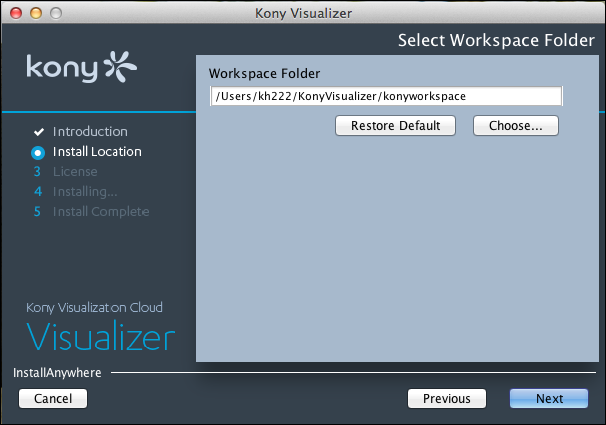 Kony Visualizer
Select Workspace Folder
kony
Workspace Folder
/Users/kh222/KonyVisualizer/konyworkspace
Restore Default
Choose...
Introduction
Install Location
3 License
4 Installing...
5 Install Complete
Kony Visualization Cloud
Visualizer
InstallAnywhere
Cancel
Previous
Next